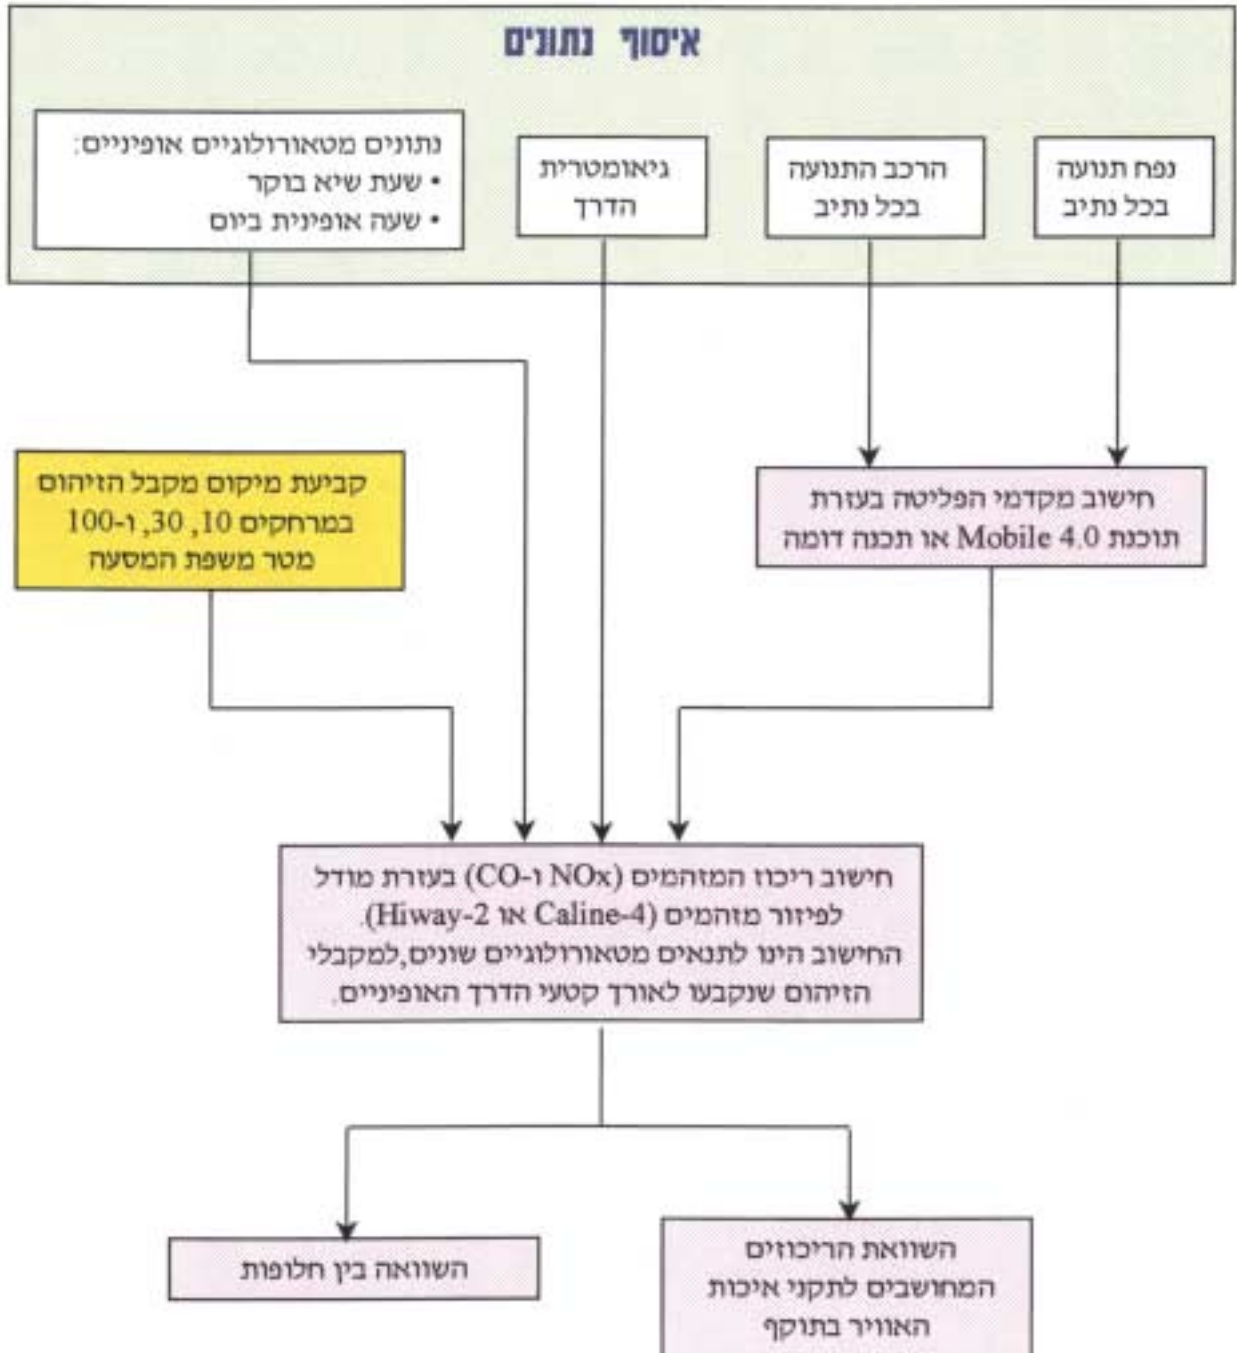 איסוף נתונים
נפח תנועה
בכל נתיב
הרכב התנועה
בכל נתיב
גיאומטרית
הדרך
נתונים מטאורולוגיים אופיניים:
• שעת שיא בוקר
• שעה אופינית ביום
חישוב מקדמי הפליטה בעזרת
תוכנת Mobile 4.0 או תכנה דומה
קביעת מיקום מקבל הזיהום
במרחקים 10, 30, ו-100
מטר משפת המסעה
חישוב ריכוז המזהמים (NOx ו-CO) בעזרת מודל
לפיזור מזהמים (Caline-4 או Hiway-2).
החישוב הינו לתנאים מטאורולוגיים שונים,למקבלי
הזיהום שנקבעו לאורך קטעי הדרך האופיניים.
השוואת הריכוזים
המחושבים לתקני איכות
האוויר בתוקף
השוואה בין חלופות